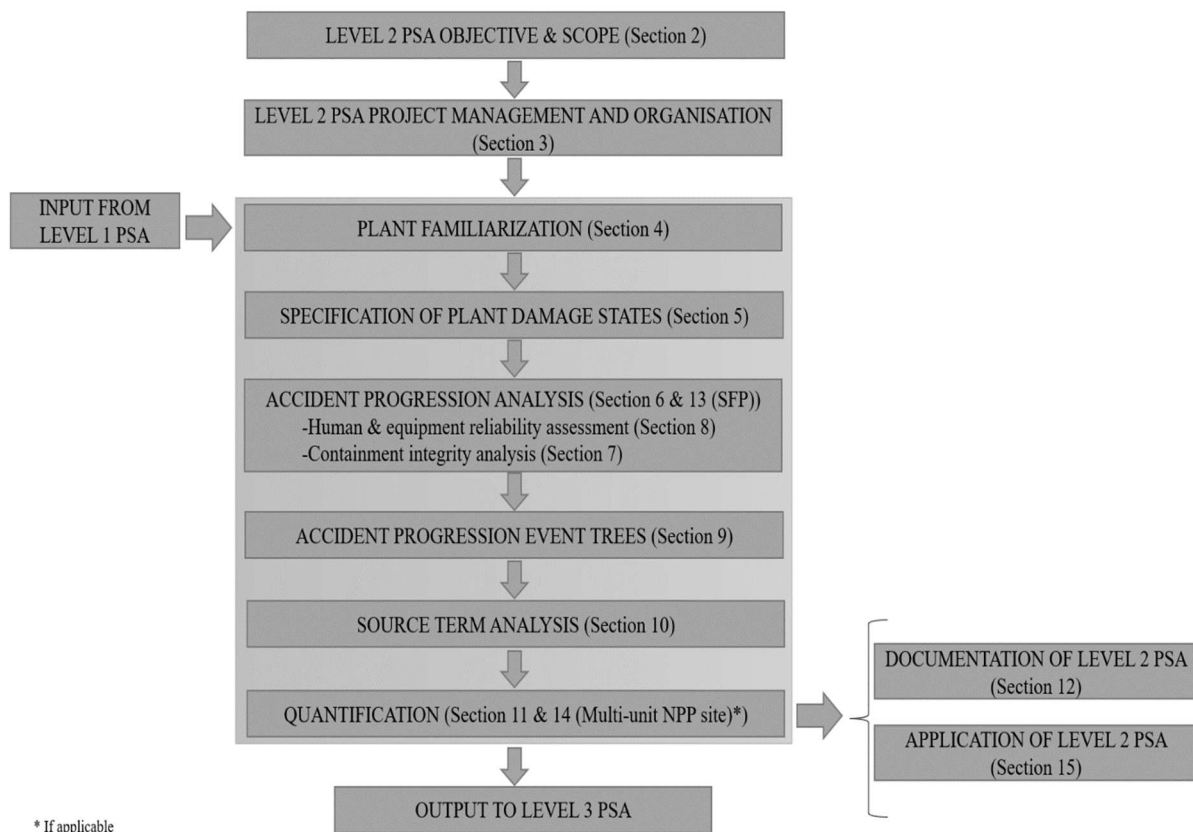 LEVEL 2 PSA OBJECTIVE & SCOPE (Section 2)
LEVEL 2 PSA PROJECT MANAGEMENT AND ORGANISATION
(Section 3)
INPUT FROM
LEVEL 1 PSA
PLANT FAMILIARIZATION (Section 4)
SPECIFICATION OF PLANT DAMAGE STATES (Section 5)
ACCIDENT PROGRESSION ANALYSIS (Section 6 & 13 (SFP))
-Human & equipment reliability assessment (Section 8)
-Containment integrity analysis (Section 7)
ACCIDENT PROGRESSION EVENT TREES (Section 9)
SOURCE TERM ANALYSIS (Section 10)
QUANTIFICATION (Section 11 & 14 (Multi-unit NPP site)*)
DOCUMENTATION OF LEVEL 2 PSA
(Section 12)
APPLICATION OF LEVEL 2 PSA
(Section 15)
OUTPUT TO LEVEL 3 PSA
* If applicable